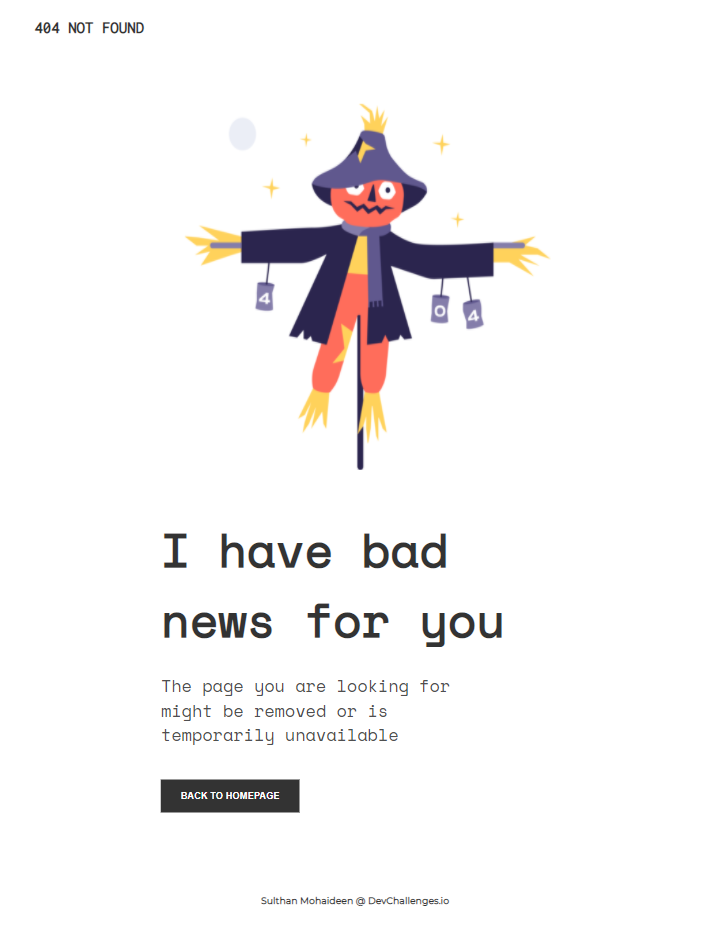 404 NOT FOUND
4
0
4
I have bad
news for you
The page you are looking for
might be removed or is
temporarily unavailable
BACK TO HOMEPAGE
Sulthan Mohaideen @ DevChallenges.io